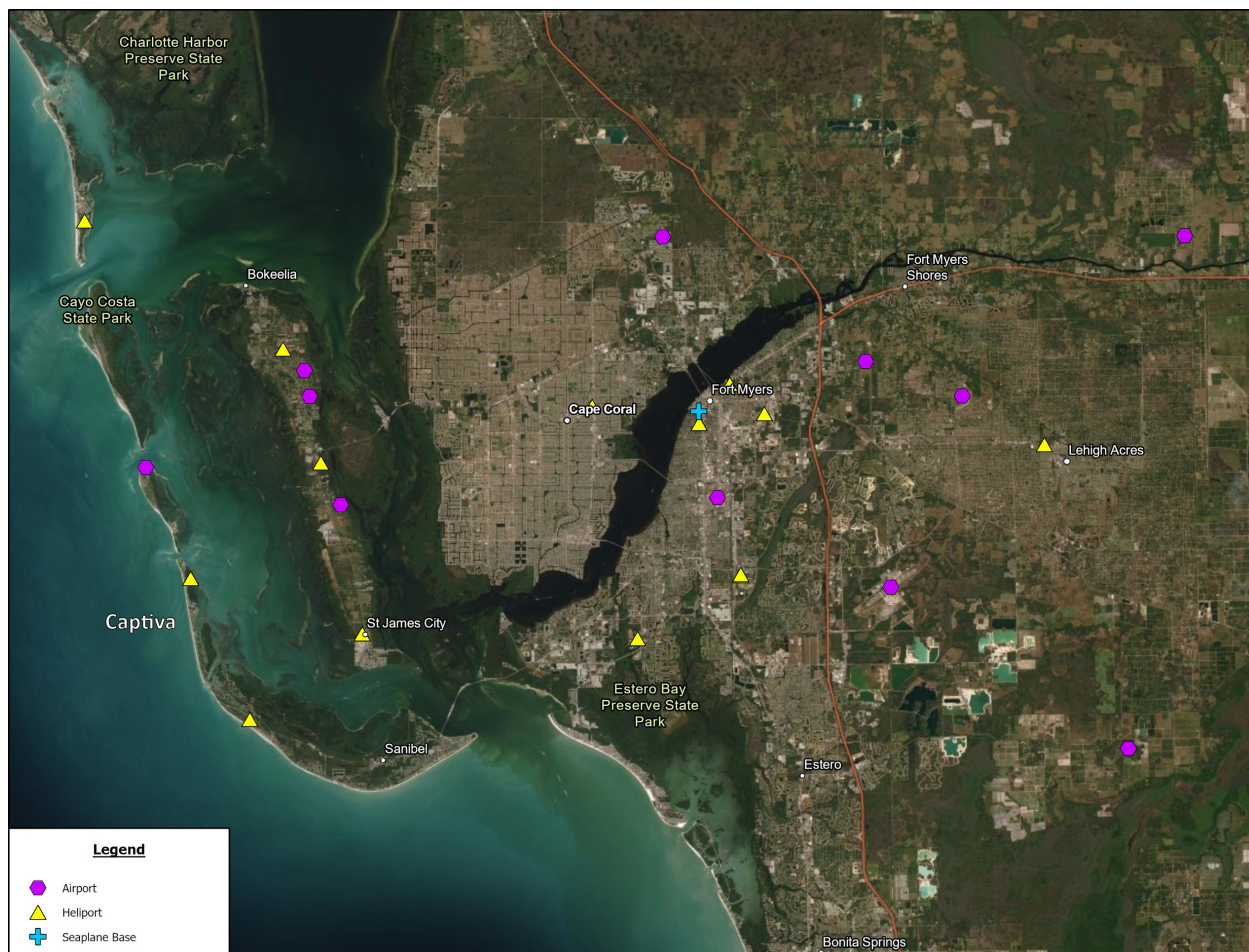 Charlotte Harbor
Preserve State
Park
Fort Myers
Shores
Bokeelia
Cayo Costa
State Park
Fort Myers
Cape Coral
Lehigh Acres
Captiva
St James City
Estero Bay
Preserve State
Park
Sanibel
Estero
Legend
Airport
Heliport
Seaplane Base
Bonita Springs